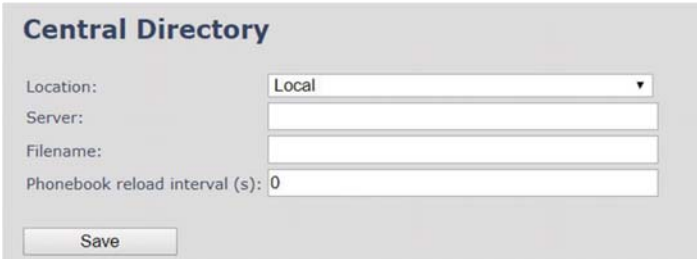 Central Directory
Location: Local
Server:
Filename:
Phonebook reload interval (s): 0
Save